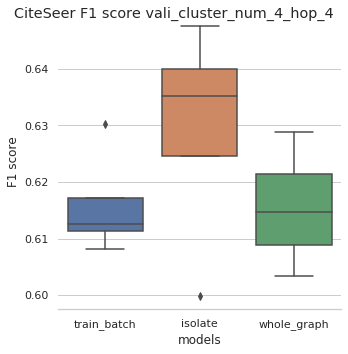 CiteSeer F1 score vali_cluster_num_4_hop_4
0.64
0.63
0.62
0.61
0.60
F1 score
train_batch isolate whole_graph
models